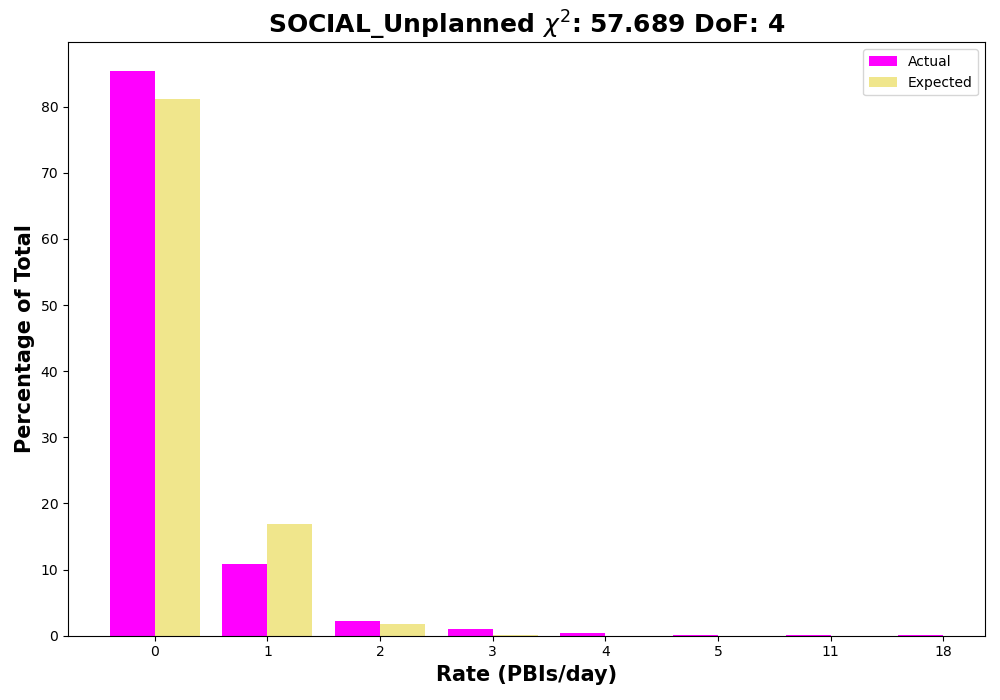 SOCIAL_Unplanned χ²: 57.689 DoF: 4
Actual
Expected
Percentage of Total
80
70
60
50
40
30
20
10
0
0 1 2 3 4 5 11 18
Rate (PBIs/day)